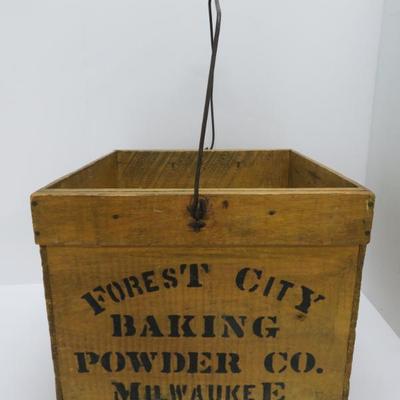 FOREST CITY
BAKING
POWDER CO.
MILWAUKEE